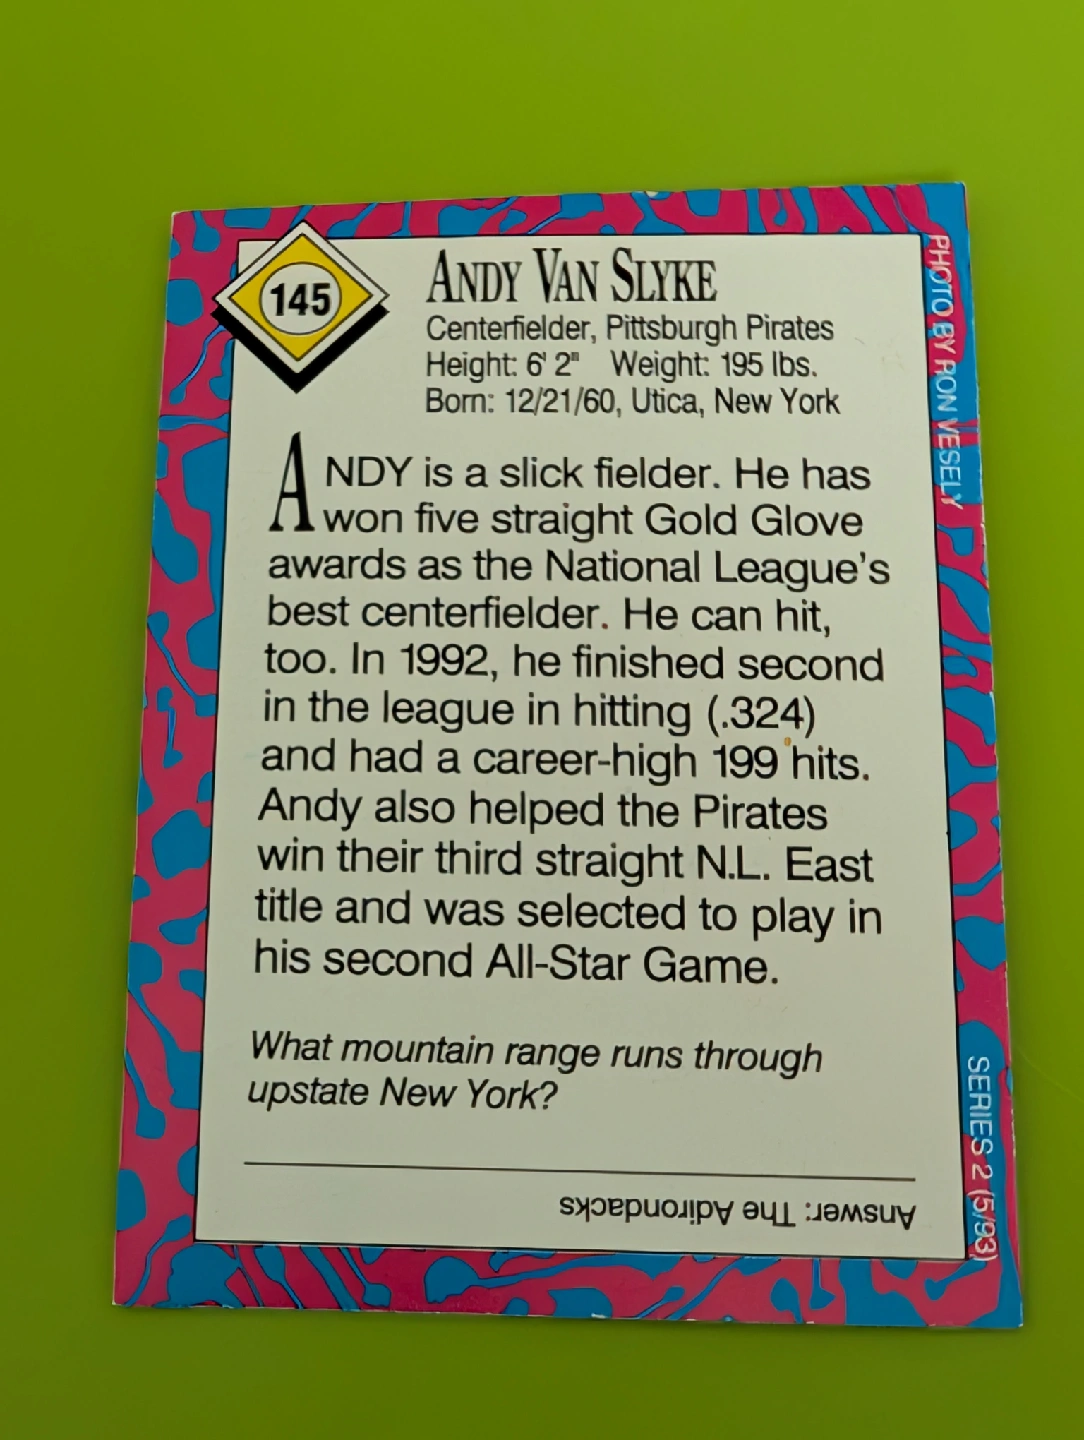 145
ANDY VAN SLYKE
Centerfielder, Pittsburgh Pirates
Height: 6' 2" Weight: 195 lbs.
Born: 12/21/60, Utica, New York
ANDY is a slick fielder. He has
won five straight Gold Glove
awards as the National League's
best centerfielder. He can hit,
too. In 1992, he finished second
in the league in hitting (.324)
and had a career-high 199 hits.
Andy also helped the Pirates
win their third straight N.L. East
title and was selected to play in
his second All-Star Game.
What mountain range runs through
upstate New York?
Answer: The Adirondacks
PHOTO BY RON VESELY
SERIES 2 (5/93)